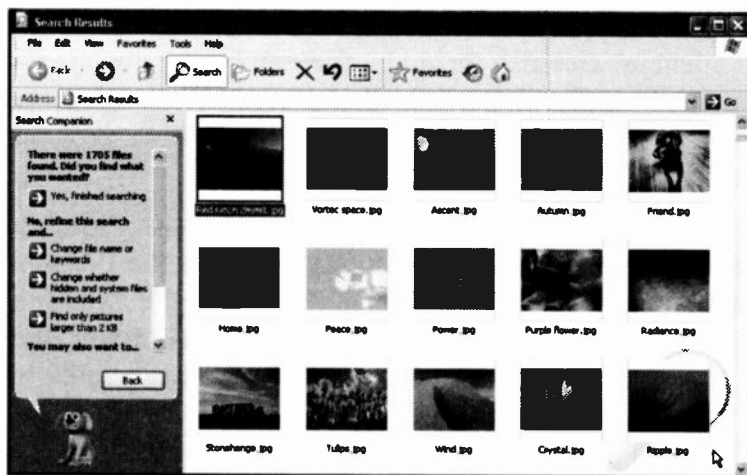 Search Results
File Edit View Favorites Tools Help
Back Search Folders Favorites
Address Search Results Go
Search Companion
There were 1705 files
found. Did you find what
you wanted?
Yes, finished searching
No, refine this search
and...
Change file name or
keywords
Change whether
hidden and system files
are included
Find only pictures
larger than 2 KB
You may also want to...
Back
Red moon desert.jpg Vortec space.jpg Ascent.jpg Autumn.jpg Friend.jpg
Home.jpg Peace.jpg Power.jpg Purple flower.jpg Radiance.jpg
Stonehenge.jpg Tulips.jpg Wind.jpg Crystal.jpg Ripple.jpg